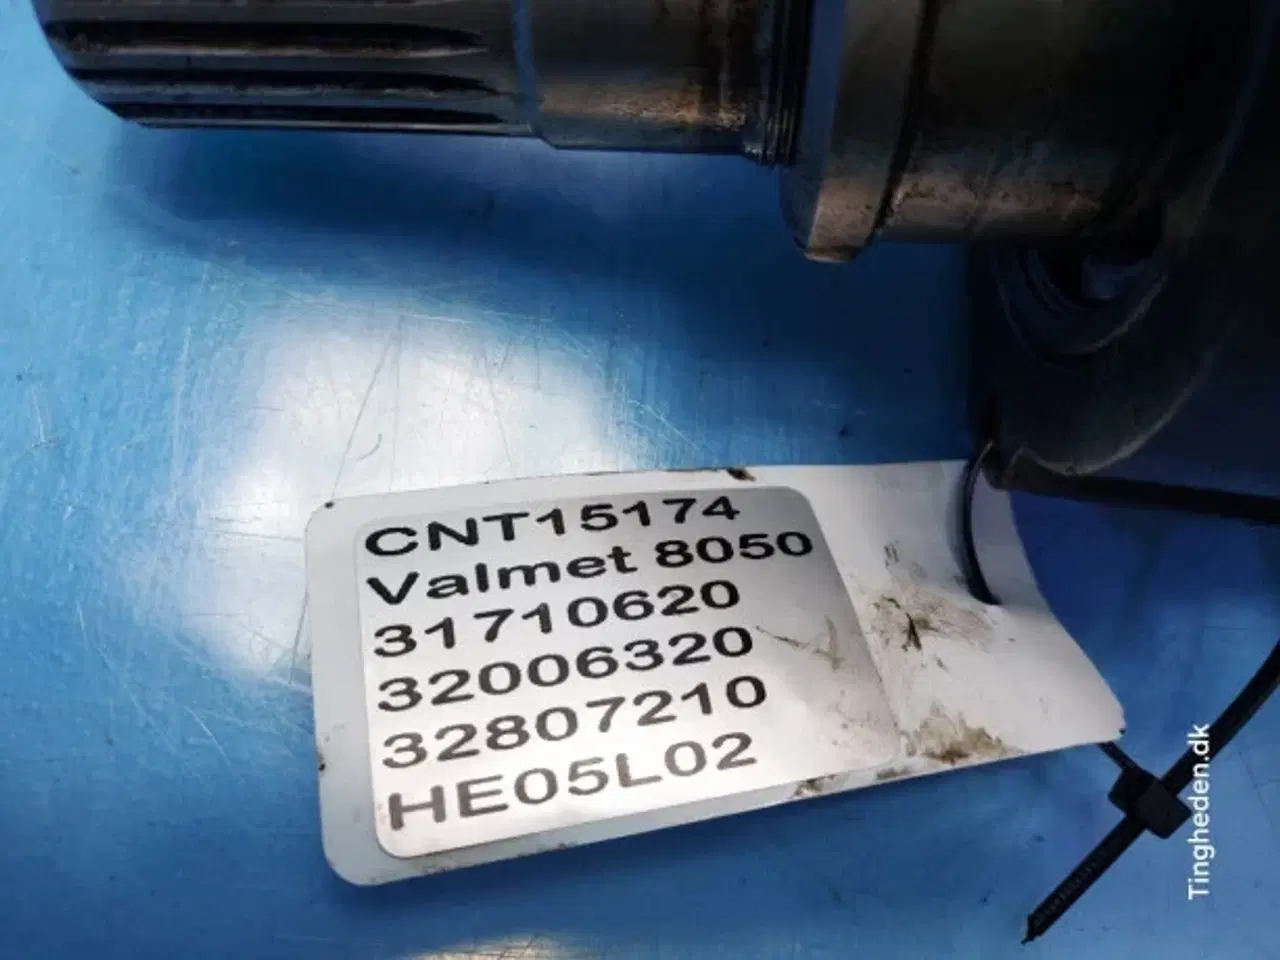 CNT15174
Valmet 8050
31710620
32006320
32807210
HE05L02
Tingheden.dk